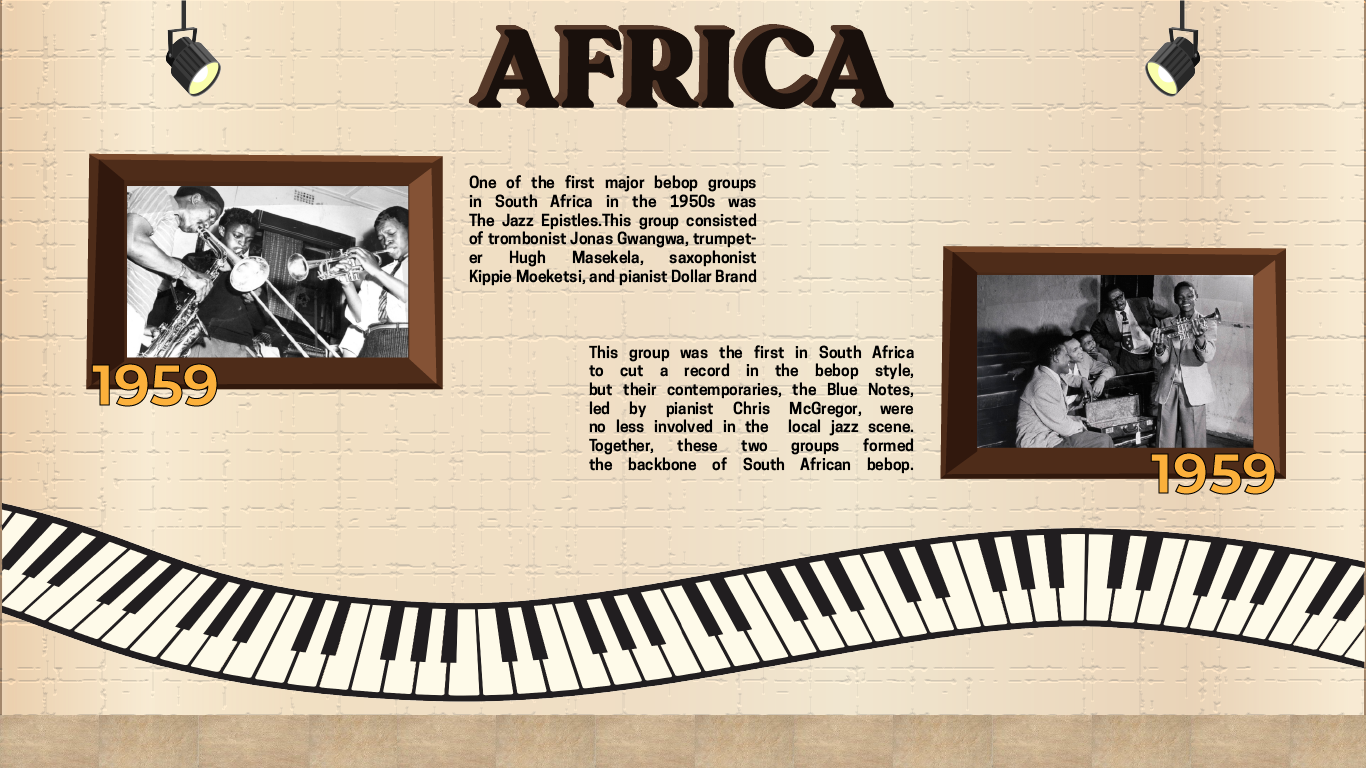 AFRICA
One of the first major bebop groups
in South Africa in the 1950s was
The Jazz Epistles.This group consisted
of trombonist Jonas Gwangwa, trumpet-
er Hugh Masekela, saxophonist
Kippie Moeketsi, and pianist Dollar Brand
1959
This group was the first in South Africa
to cut a record in the bebop style,
but their contemporaries, the Blue Notes,
led by pianist Chris McGregor, were
no less involved in the local jazz scene.
Together, these two groups formed
the backbone of South African bebop.
1959